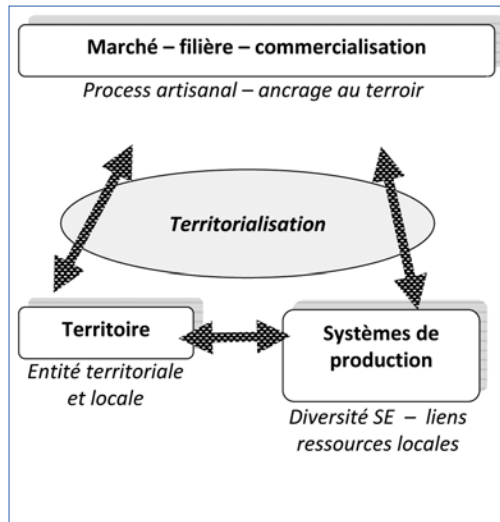 Marché – filière – commercialisation
Process artisanal – ancrage au terroir
Territorialisation
Territoire
Entité territoriale
et locale
Systèmes de
production
Diversité SE – liens
ressources locales